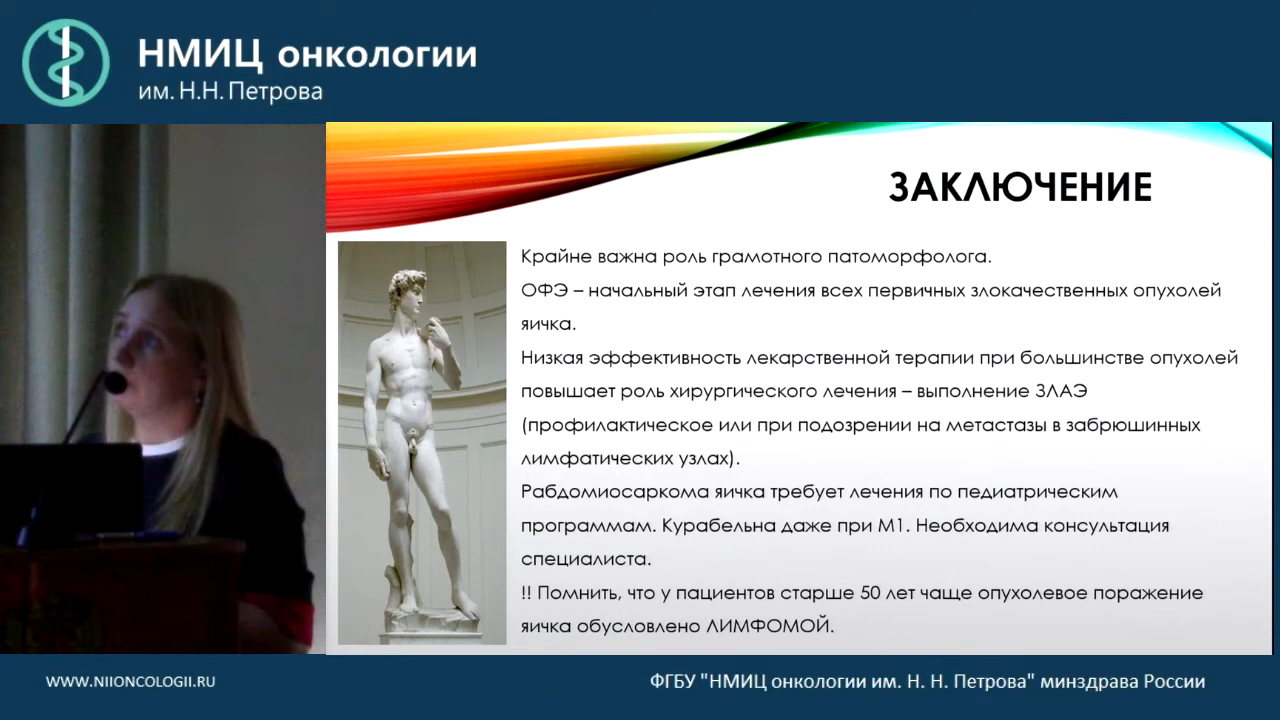 НМИЦ онкологии
им. Н.Н. Петрова
ЗАКЛЮЧЕНИЕ
Крайне важна роль грамотного патоморфолога.
ОФЭ – начальный этап лечения всех первичных злокачественных опухолей
яичка.
Низкая эффективность лекарственной терапии при большинстве опухолей
повышает роль хирургического лечения – выполнение ЗЛАЭ
(профилактическое или при подозрении на метастазы в забрюшинных
лимфатических узлах).
Рабдомиосаркома яичка требует лечения по педиатрическим
программам. Курабельна даже при М1. Необходима консультация
специалиста.
!! Помнить, что у пациентов старше 50 лет чаще опухолевое поражение
яичка обусловлено ЛИМФОМОЙ.
WWW.NIIONCOLOGII.RU
ФГБУ "НМИЦ онкологии им. Н. Н. Петрова" минздрава России